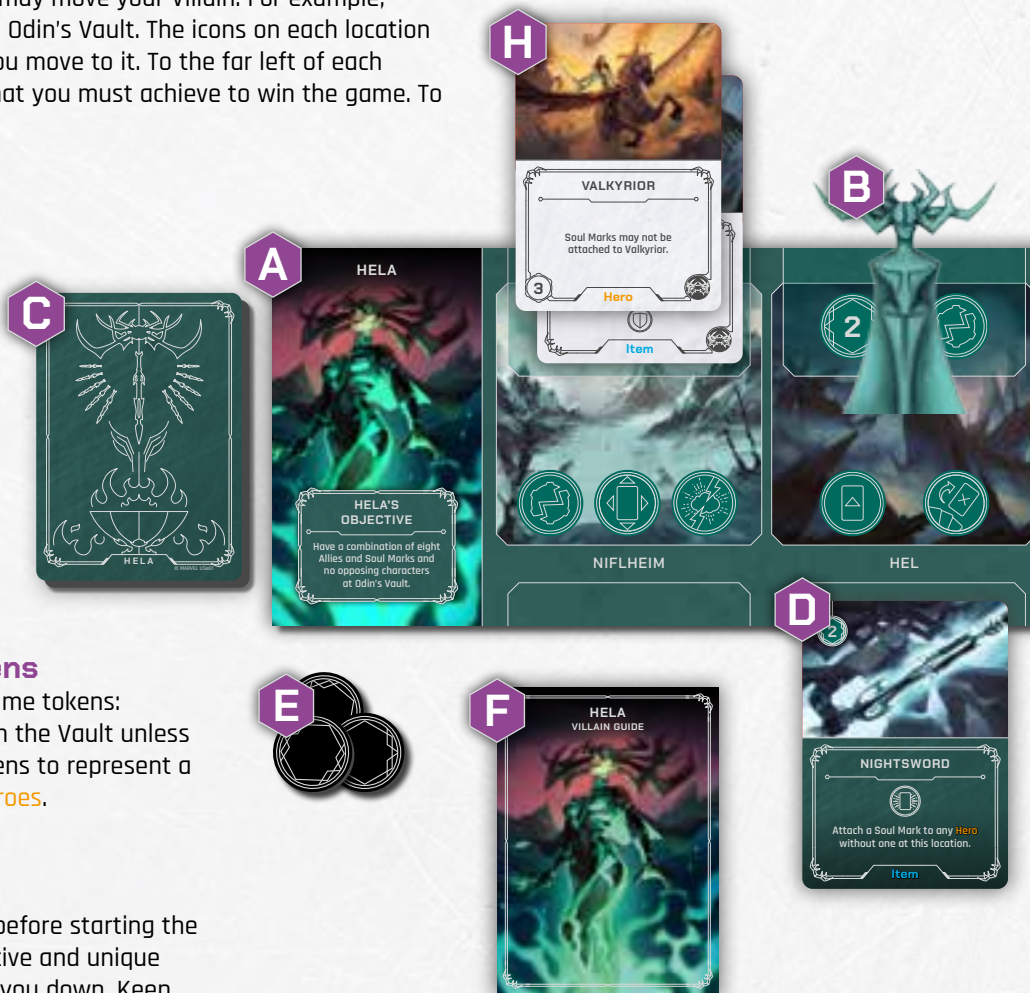 may move your Villain. For example,
Odin's Vault. The icons on each location
you move to it. To the far left of each
hat you must achieve to win the game. To
H
VALKYRIOR
Soul Marks may not be
attached to Valkyrior.
3
Hero
Item
B
2
A
HELA
HELA'S
OBJECTIVE
Have a combination of eight
Allies and Soul Marks and
no opposing characters
at Odin's Vault.
NIFLHEIM
HEL
C
HELA
© MARVEL
D
2
NIGHTSWORD
Attach a Soul Mark to any Hero
without one at this location.
Item
ens
me tokens:
n the Vault unless
ens to represent a
roes.
E
F
HELA
VILLAIN GUIDE
before starting the
tive and unique
you down. Keep